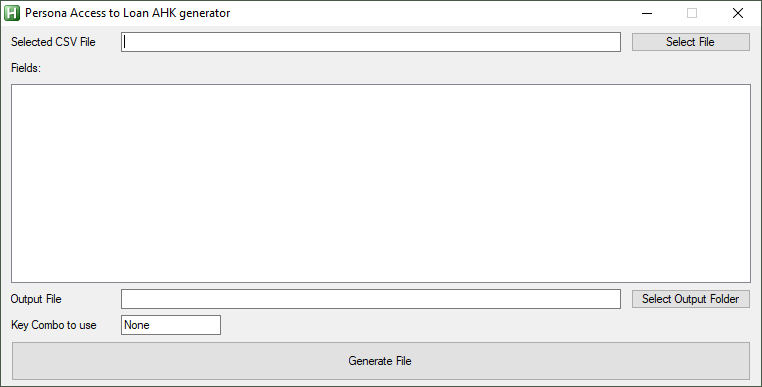 Persona Access to Loan AHK generator
Selected CSV File
Select File
Fields:
Output File
Select Output Folder
Key Combo to use
None
Generate File